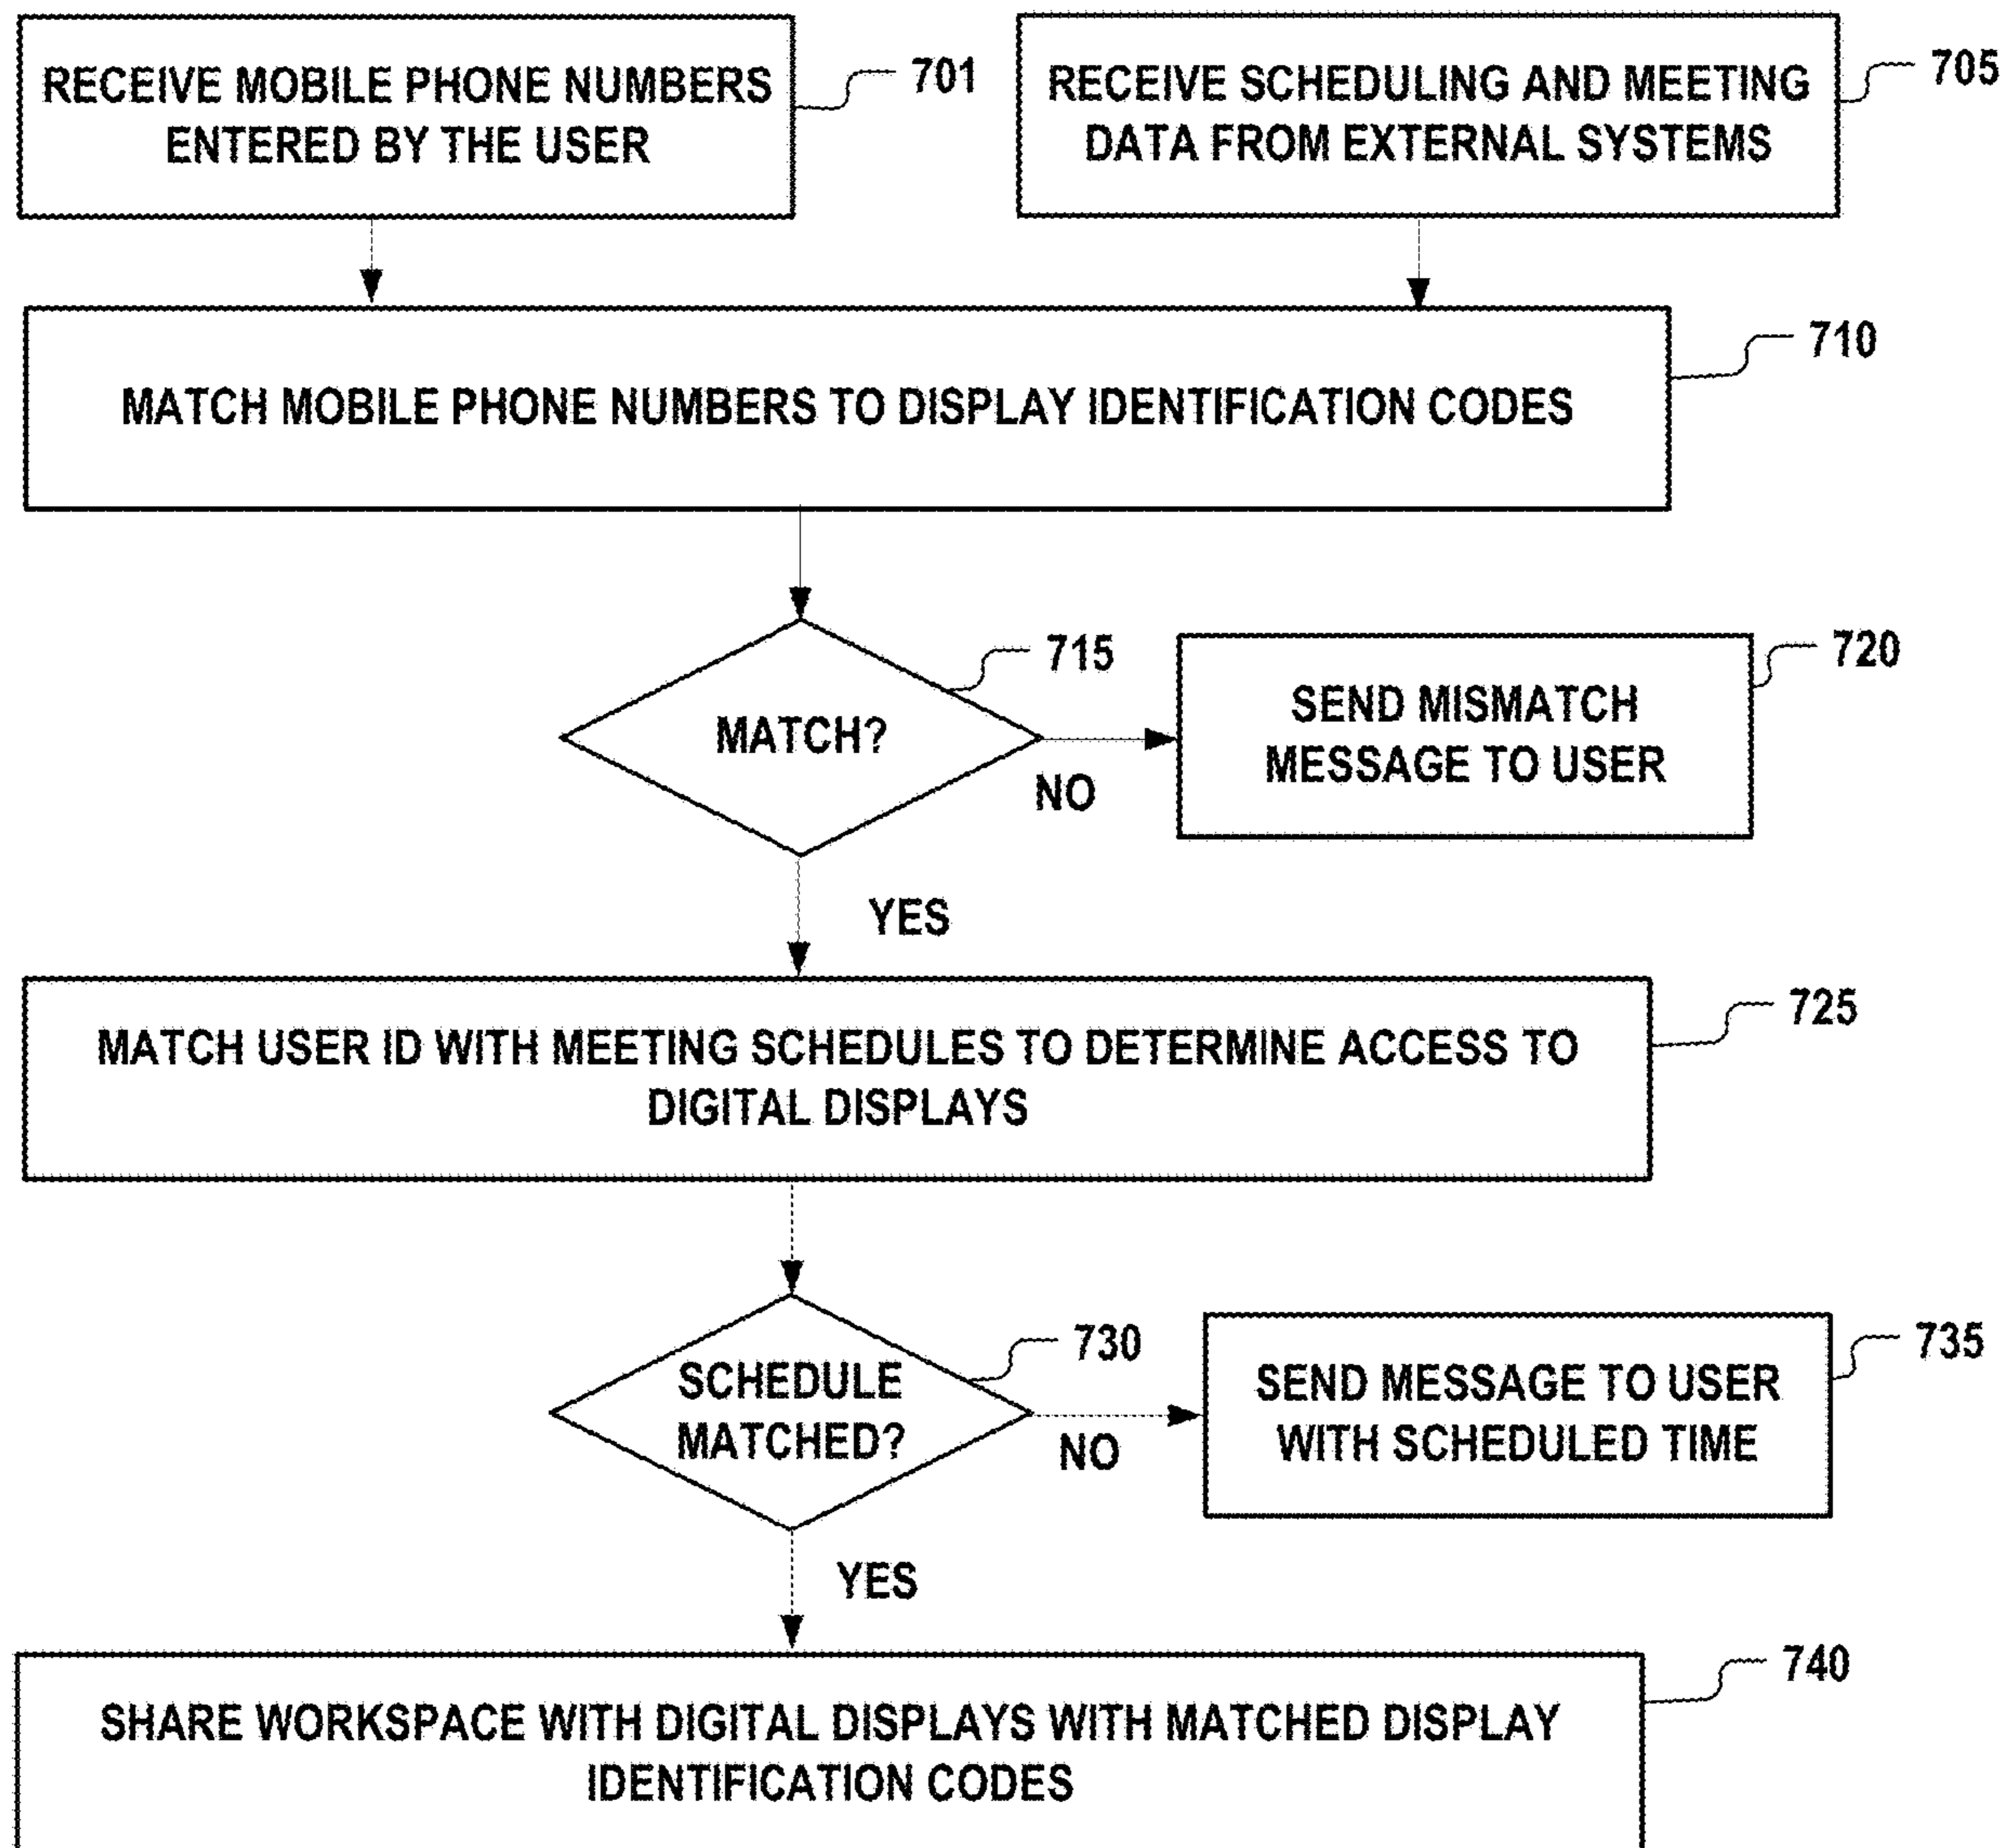 RECEIVE MOBILE PHONE NUMBERS
ENTERED BY THE USER
701
RECEIVE SCHEDULING AND MEETING
DATA FROM EXTERNAL SYSTEMS
705
MATCH MOBILE PHONE NUMBERS TO DISPLAY IDENTIFICATION CODES
710
MATCH?
715
NO
SEND MISMATCH
MESSAGE TO USER
720
YES
MATCH USER ID WITH MEETING SCHEDULES TO DETERMINE ACCESS TO
DIGITAL DISPLAYS
725
SCHEDULE
MATCHED?
730
NO
SEND MESSAGE TO USER
WITH SCHEDULED TIME
735
YES
SHARE WORKSPACE WITH DIGITAL DISPLAYS WITH MATCHED DISPLAY
IDENTIFICATION CODES
740